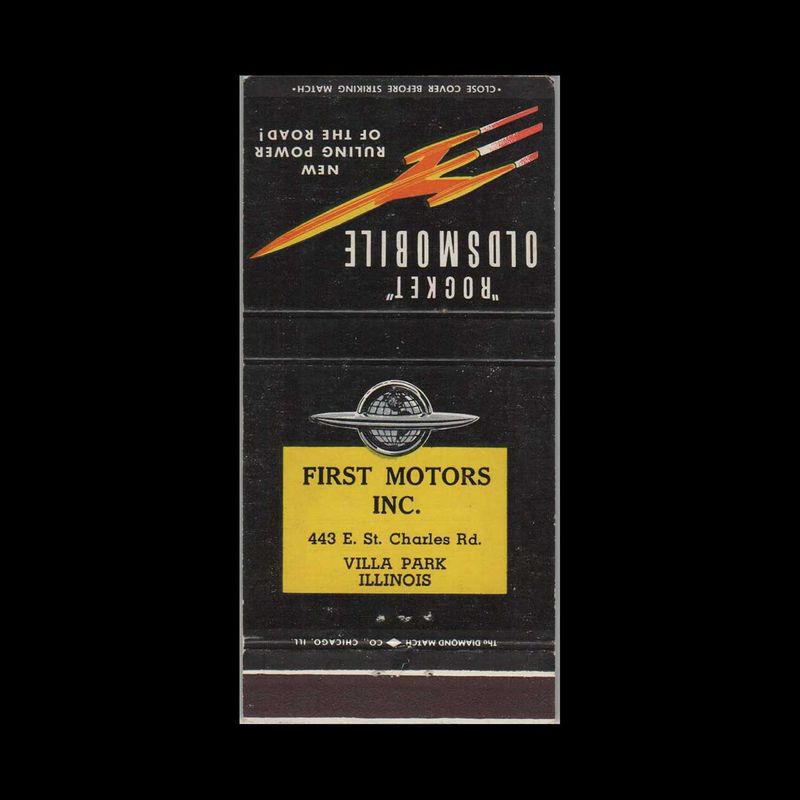 •CLOSE COVER BEFORE STRIKING MATCH•
NEW
RULING POWER
OF THE ROAD!
"ROCKET"
OLDSMOBILE
FIRST MOTORS
INC.
443 E. St. Charles Rd.
VILLA PARK
ILLINOIS
The DIAMOND MATCH CO., CHICAGO, ILL.